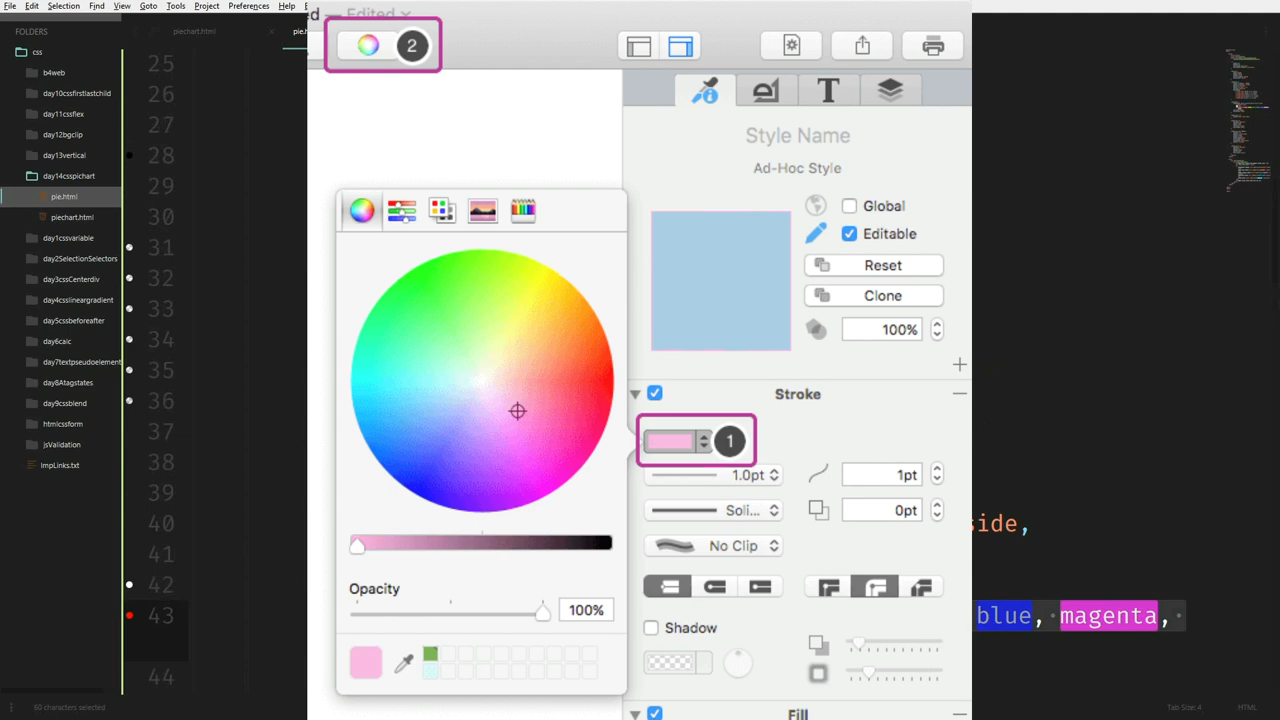 File Edit Selection Find View Goto Tools Project Preferences Help
Edited
FOLDERS
css
b4web
day10cssfirstlastchild
day11cssflex
day12bgclip
day13vertical
day14csspichart
pie.html
piechart.html
day1cssvariable
day2SelectionSelectors
day3cssCenterdiv
day4csslineargradient
day5cssbeforeafter
day6calc
day7textpseudoelement
day8Atagstates
day9cssblend
htmlcssform
jsValidation
ImpLinks.txt
piechart.html
25
26
27
28
29
30
31
32
33
34
35
36
37
38
39
40
41
42
43
44
2
Style Name
Ad-Hoc Style
Global
Editable
Reset
Clone
100%
Stroke
1
1.0pt
1pt
Soli...
0pt
No Clip
Shadow
Fill
Opacity
100%
side,
blue, magenta,
60 characters selected
Tab Size: 4
HTML